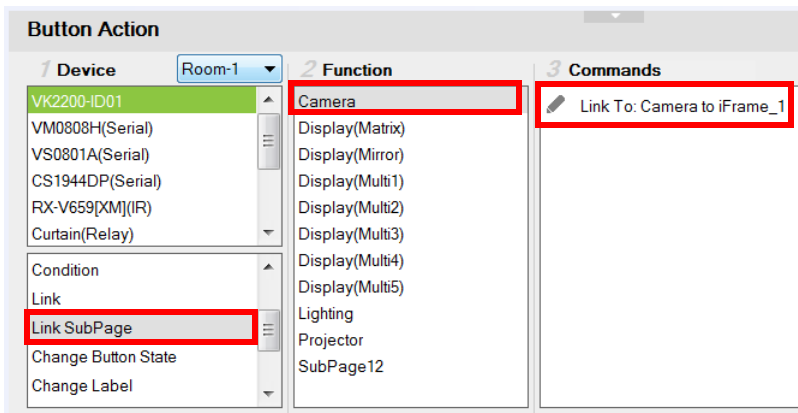 Button Action
1 Device
Room-1
VK2200-ID01
VM0808H(Serial)
VS0801A(Serial)
CS1944DP(Serial)
RX-V659[XM](IR)
Curtain(Relay)
Condition
Link
Link SubPage
Change Button State
Change Label
2 Function
Camera
Display(Matrix)
Display(Mirror)
Display(Multi1)
Display(Multi2)
Display(Multi3)
Display(Multi4)
Display(Multi5)
Lighting
Projector
SubPage12
3 Commands
Link To: Camera to iFrame_1